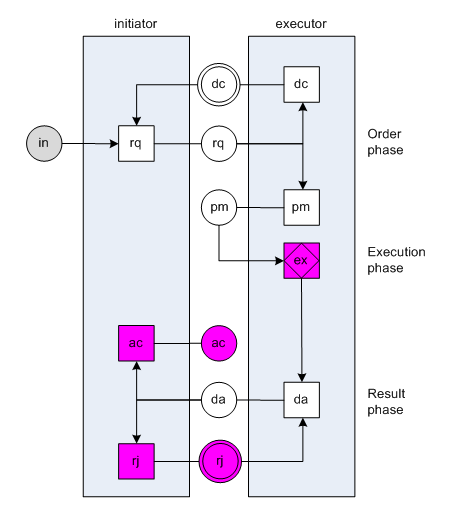 initiator
executor
dc
dc
in
rq
rq
Order
phase
pm
pm
ex
Execution
phase
ac
ac
da
da
Result
phase
rj
rj